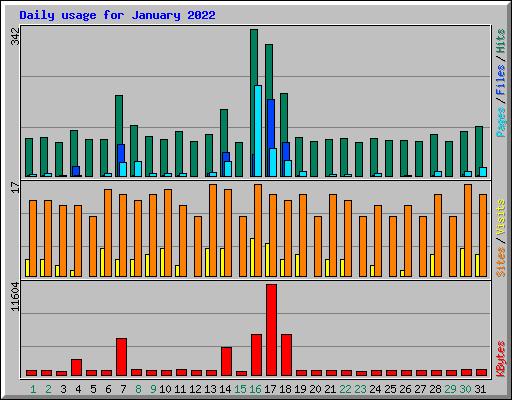 Daily usage for January 2022
342
Pages / Files / Hits
17
Sites / Visits
11604
KBytes
1 2 3 4 5 6 7 8 9 10 11 12 13 14 15 16 17 18 19 20 21 22 23 24 25 26 27 28 29 30 31